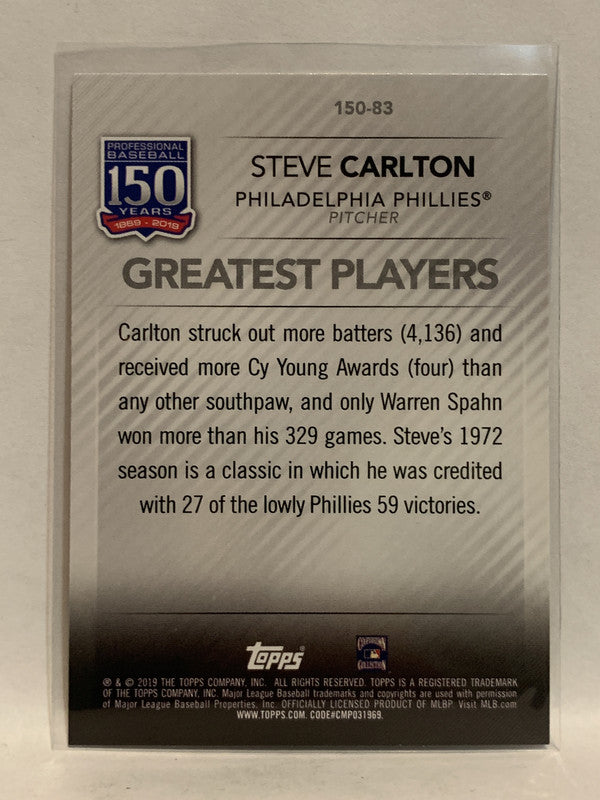 150-83
PROFESSIONAL
BASEBALL
150
YEARS
1869 - 2019
STEVE CARLTON
PHILADELPHIA PHILLIES®
PITCHER
GREATEST PLAYERS
Carlton struck out more batters (4,136) and
received more Cy Young Awards (four) than
any other southpaw, and only Warren Spahn
won more than his 329 games. Steve's 1972
season is a classic in which he was credited
with 27 of the lowly Phillies 59 victories.
TOPPS
COOPERSTOWN
COLLECTION
® & © 2019 THE TOPPS COMPANY, INC. ALL RIGHTS RESERVED. TOPPS IS A REGISTERED TRADEMARK
OF THE TOPPS COMPANY, INC. Major League Baseball trademarks and copyrights are used with permission
of Major League Baseball Properties, Inc. OFFICIALLY LICENSED PRODUCT OF MLBP. Visit MLB.com
WWW.TOPPS.COM. CODE#CMP031969.